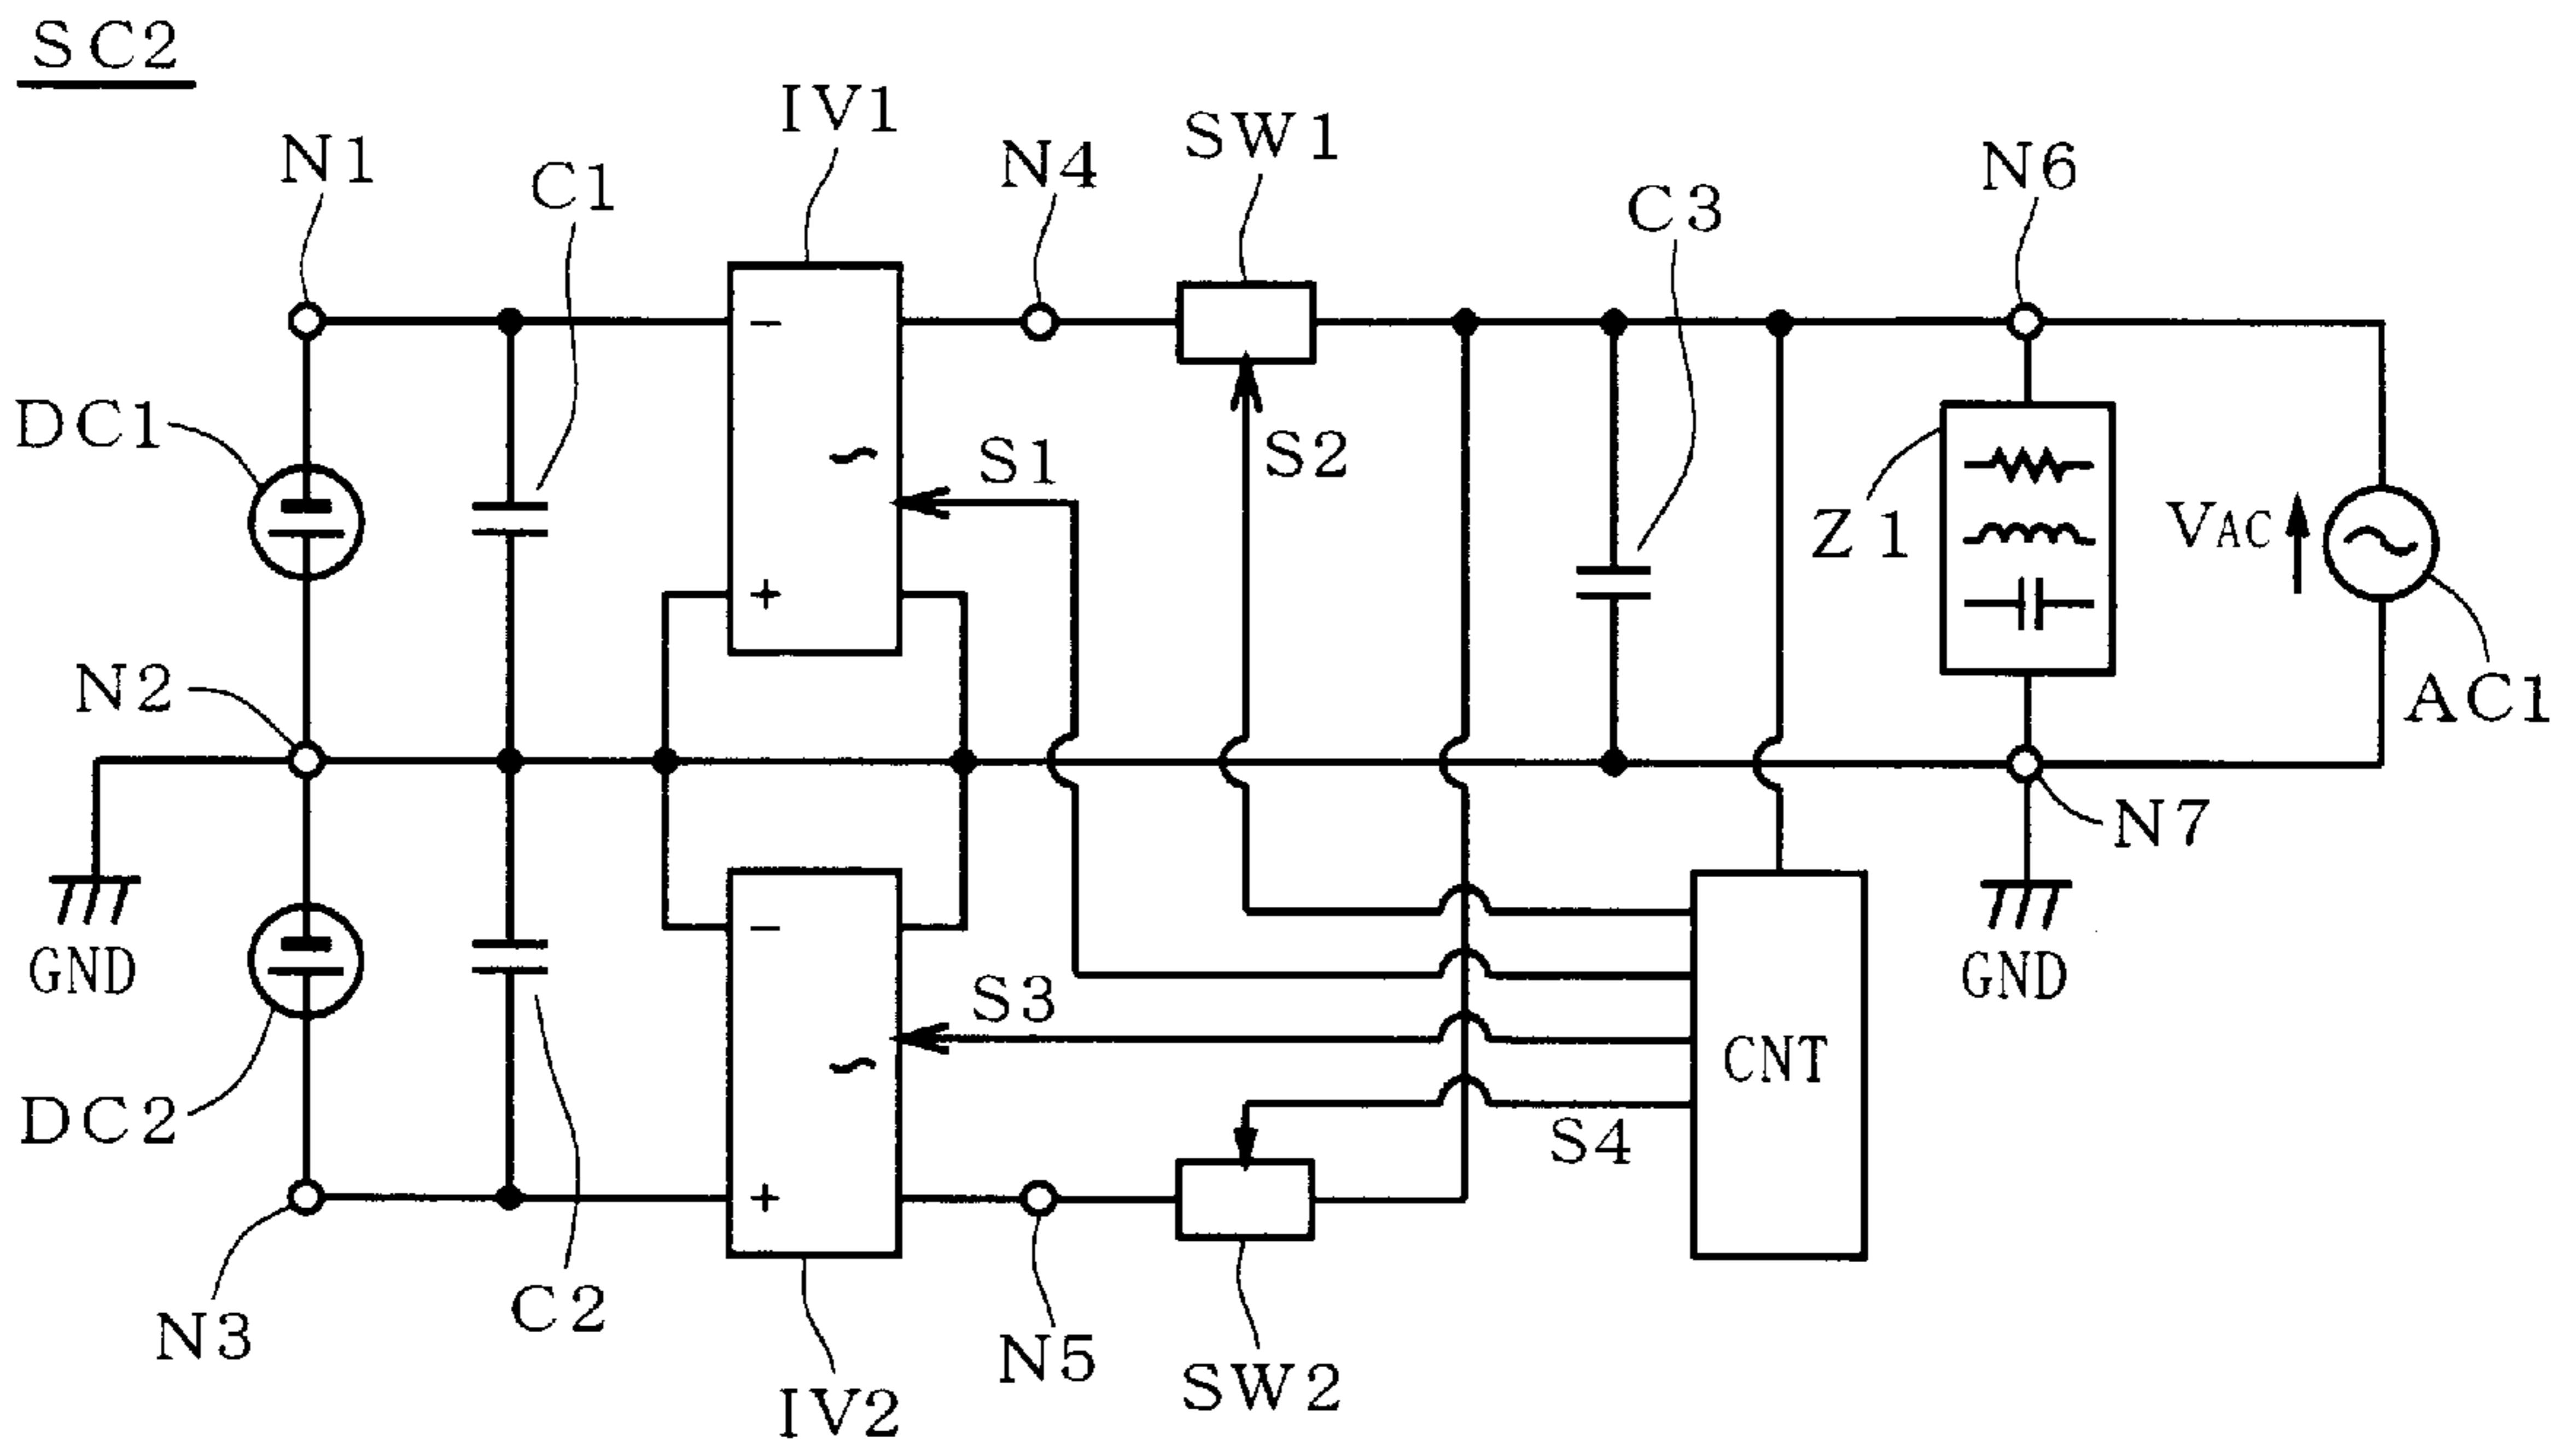 SC2
IV1
N1
C1
N4
SW1
N6
C3
DC1
S1
S2
Z1
VAC
N2
AC1
N7
GND
GND
S3
CNT
DC2
S4
C2
N3
N5
SW2
IV2
−
+
−
+